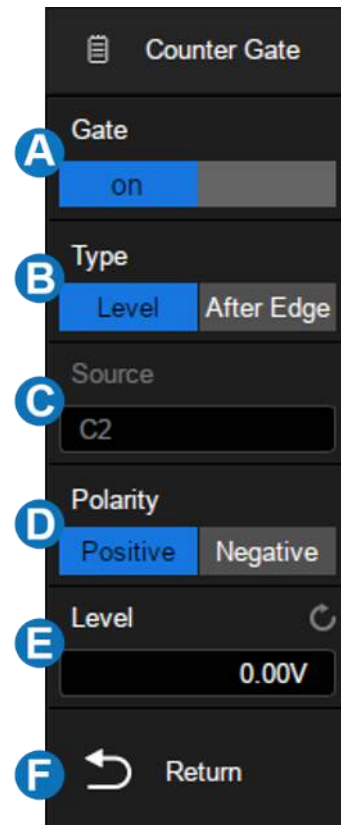 Counter Gate
A
Gate
on
B
Type
Level After Edge
C
Source
C2
D
Polarity
Positive Negative
E
Level
0.00V
F
Return